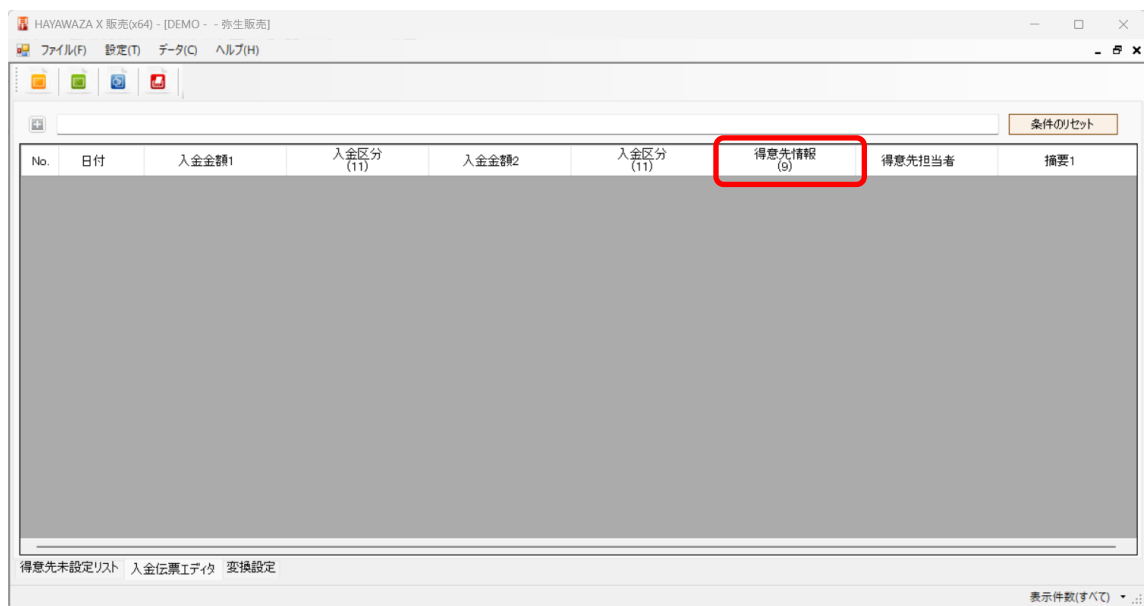 HAYAWAZA X 販売(x64) - [DEMO - - 弥生販売]
ファイル(F) 設定(T) データ(C) ヘルプ(H)
条件のリセット
No. 日付 入金金額1 入金区分(11) 入金金額2 入金区分(11) 得意先情報(9) 得意先担当者 摘要1
得意先未設定リスト 入金伝票エディタ 変換設定
表示件数(すべて)